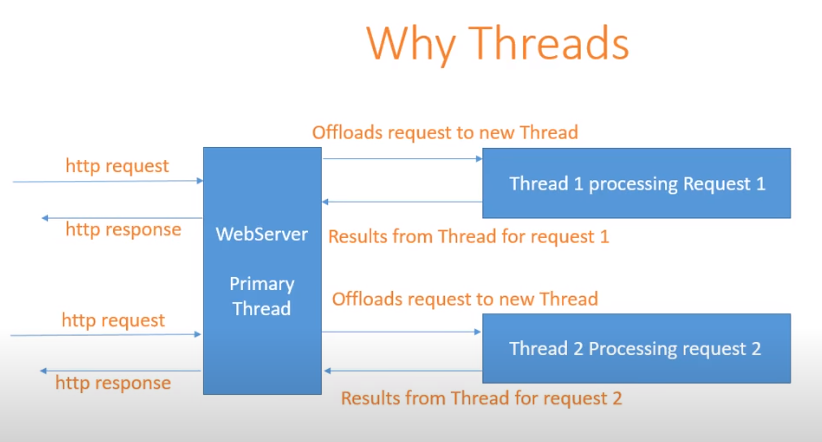 Why Threads
Offloads request to new Thread
http request
Thread 1 processing Request 1
http response
WebServer
Results from Thread for request 1
Primary
Thread
Offloads request to new Thread
http request
Thread 2 Processing request 2
http response
Results from Thread for request 2